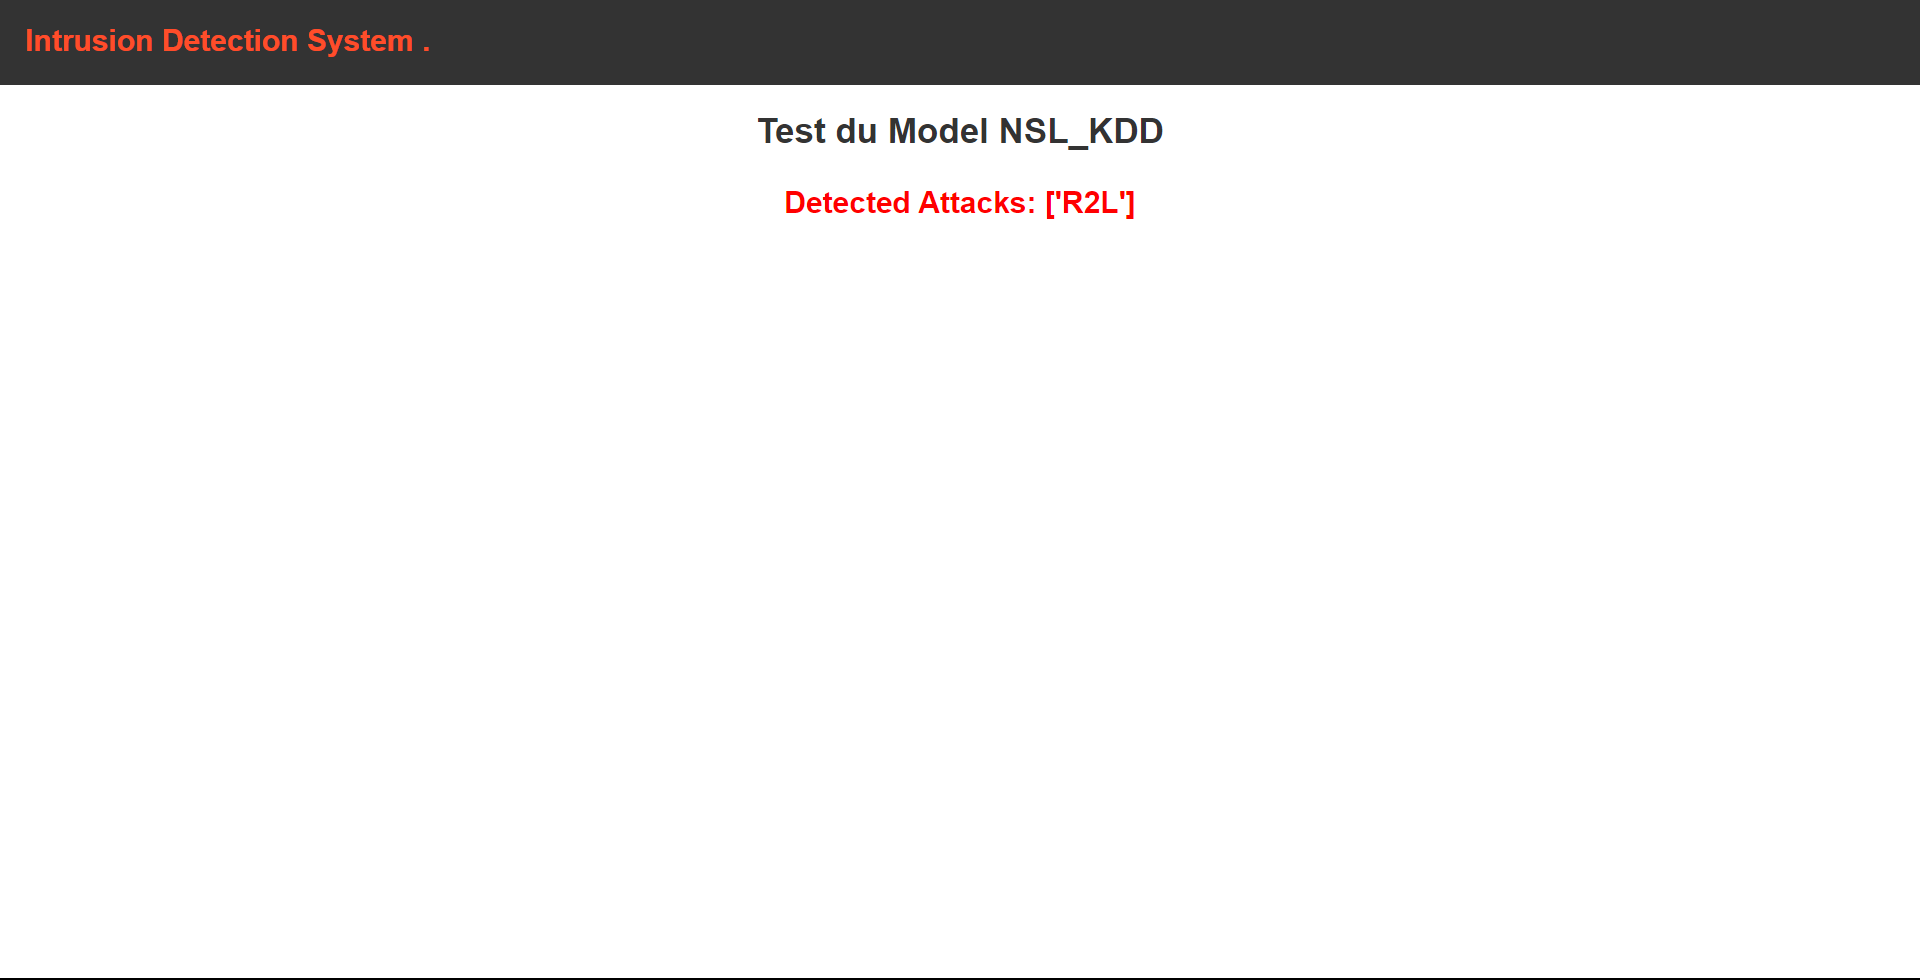 Intrusion Detection System .
Test du Model NSL_KDD
Detected Attacks: ['R2L']